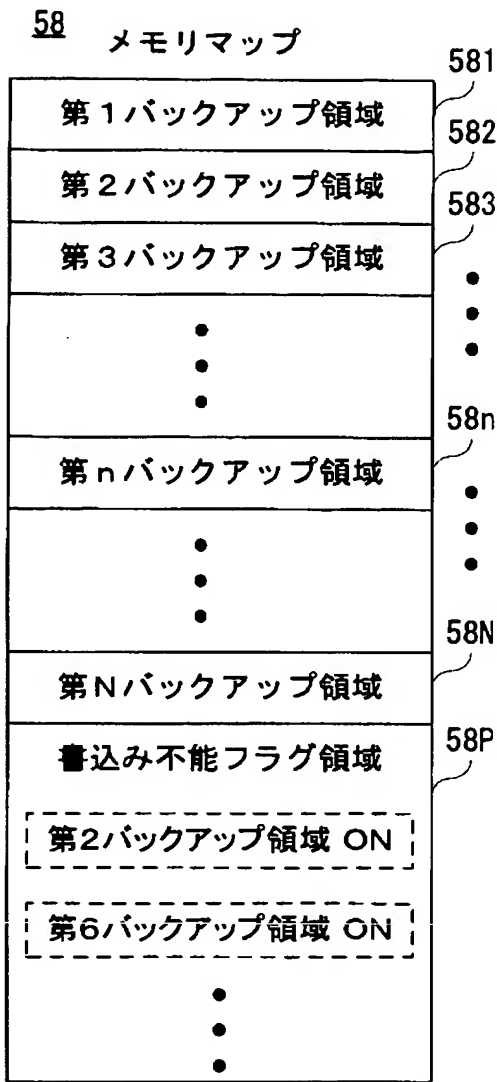 58
メモリマップ
581
第1バックアップ領域
582
第2バックアップ領域
583
第3バックアップ領域
58n
第nバックアップ領域
58N
第Nバックアップ領域
58P
書込み不能フラグ領域
第2バックアップ領域 ON
第6バックアップ領域 ON